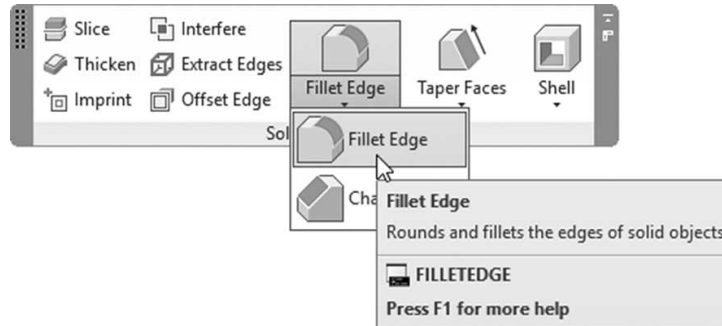 Slice
Interfere
Thicken
Extract Edges
Imprint
Offset Edge
Fillet Edge
Taper Faces
Shell
Sol
Fillet Edge
Cha
Fillet Edge
Rounds and fillets the edges of solid objects
FILLETEDGE
Press F1 for more help